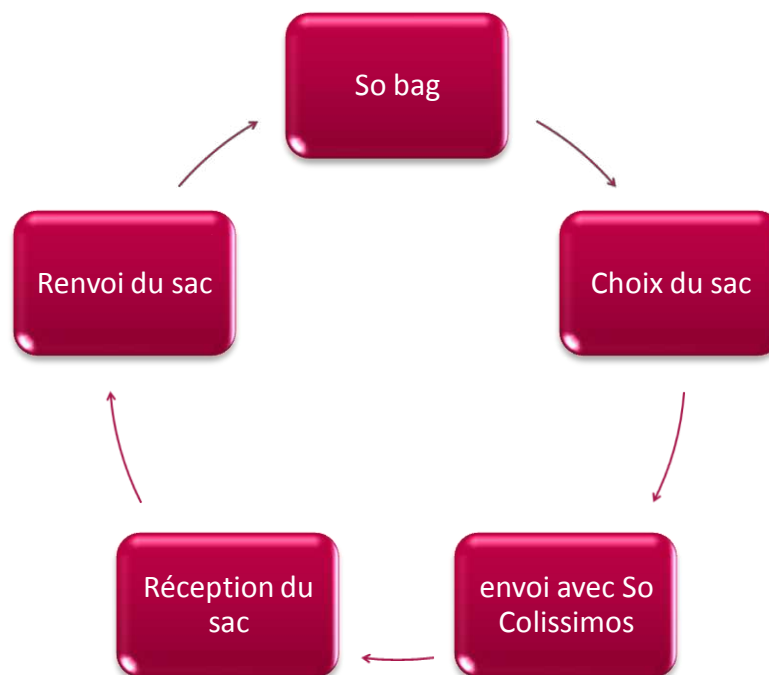 So bag
Choix du sac
envoi avec So
Colissimos
Réception du
sac
Renvoi du sac